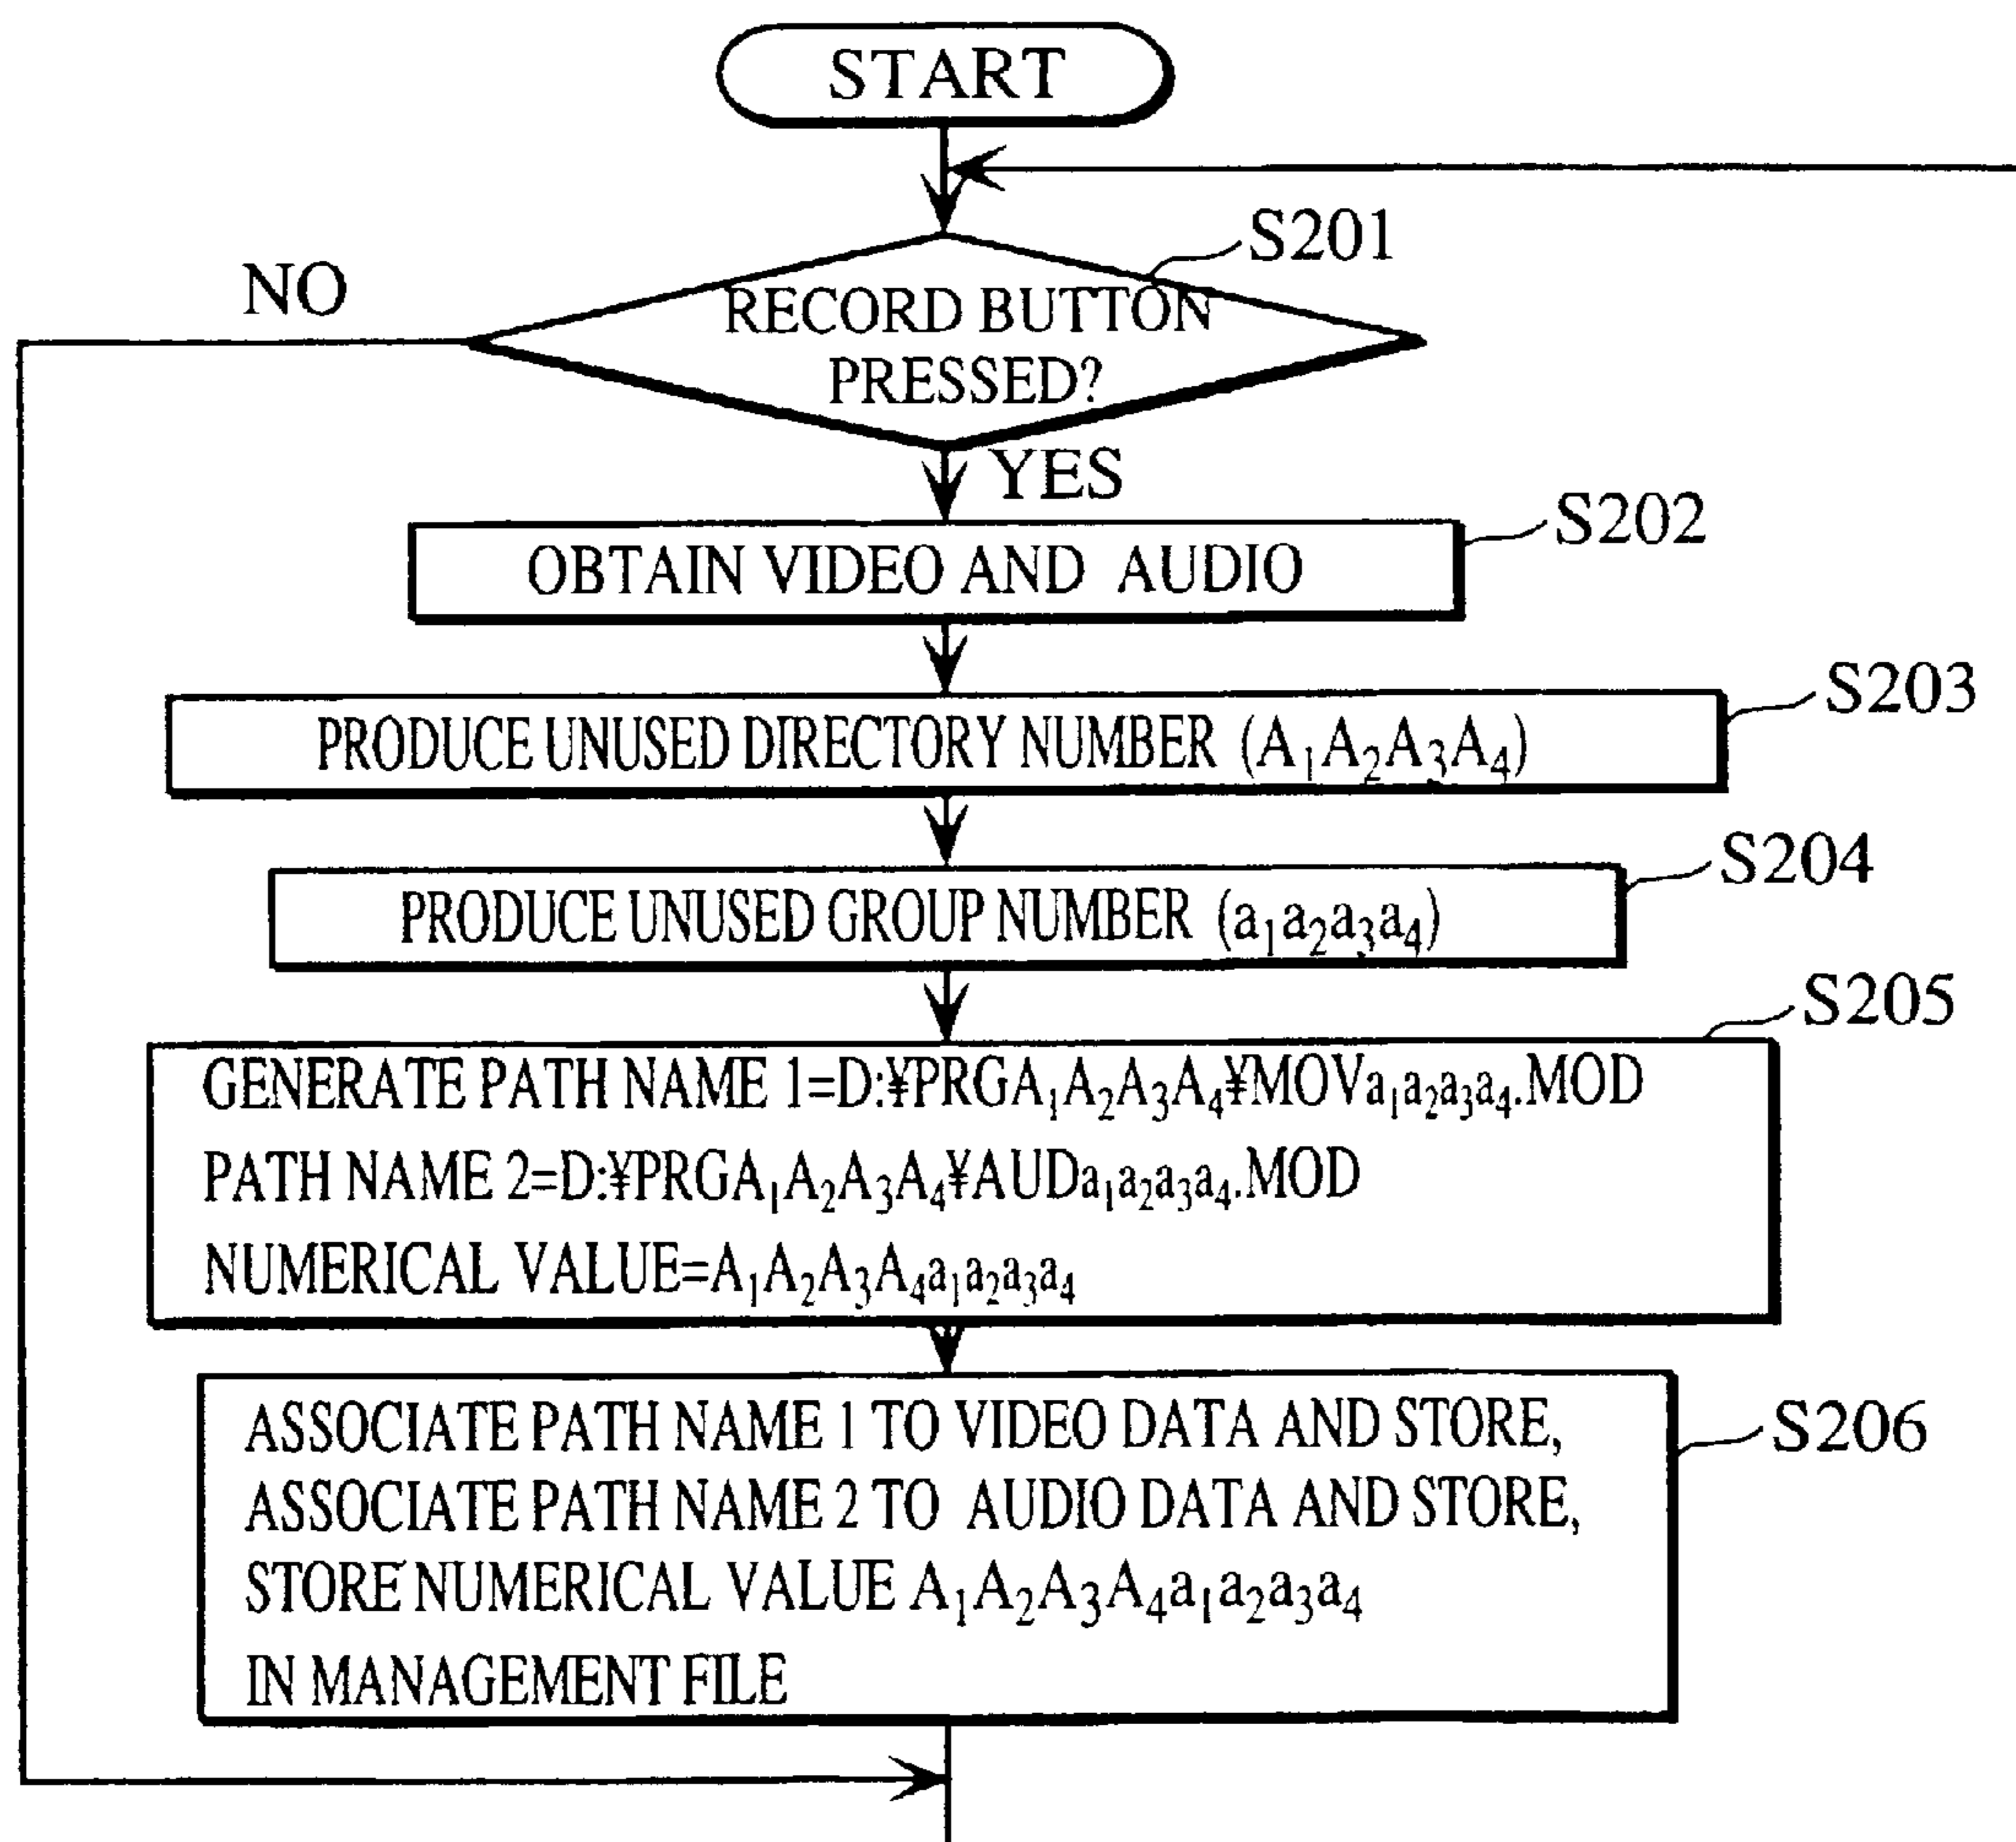 START
S201
NO
RECORD BUTTON
PRESSED?
YES
S202
OBTAIN VIDEO AND AUDIO
S203
PRODUCE UNUSED DIRECTORY NUMBER (A₁A₂A₃A₄)
S204
PRODUCE UNUSED GROUP NUMBER (a₁a₂a₃a₄)
S205
GENERATE PATH NAME 1=D:¥PRGA₁A₂A₃A₄¥MOVa₁a₂a₃a₄.MOD
PATH NAME 2=D:¥PRGA₁A₂A₃A₄¥AUDa₁a₂a₃a₄.MOD
NUMERICAL VALUE=A₁A₂A₃A₄a₁a₂a₃a₄
S206
ASSOCIATE PATH NAME 1 TO VIDEO DATA AND STORE,
ASSOCIATE PATH NAME 2 TO AUDIO DATA AND STORE,
STORE NUMERICAL VALUE A₁A₂A₃A₄a₁a₂a₃a₄
IN MANAGEMENT FILE